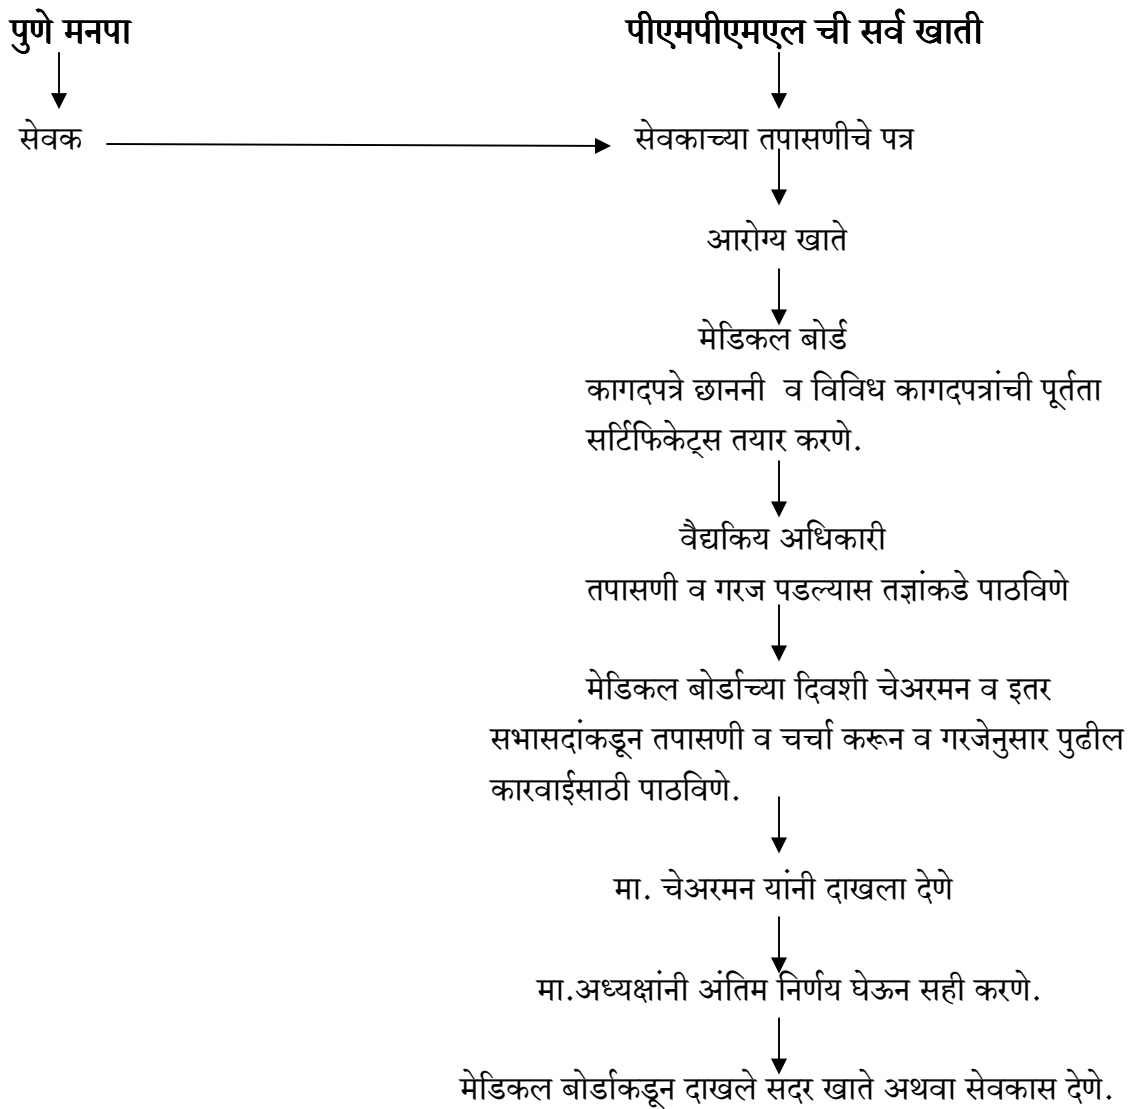 पुणे मनपा पीएमपीएमएल ची सर्व खाती
सेवक सेवकाच्या तपासणीचे पत्र
आरोग्य खाते
मेडिकल बोर्ड
कागदपत्रे छाननी व विविध कागदपत्रांची पूर्तता
सर्टिफिकेट्स तयार करणे.
वैद्यकिय अधिकारी
तपासणी व गरज पडल्यास तज्ञांकडे पाठविणे
मेडिकल बोर्डाच्या दिवशी चेअरमन व इतर
सभासदांकडून तपासणी व चर्चा करून व गरजेनुसार पुढील
कारवाईसाठी पाठविणे.
मा. चेअरमन यांनी दाखला देणे
मा.अध्यक्षांनी अंतिम निर्णय घेऊन सही करणे.
मेडिकल बोर्डाकडून दाखले सदर खाते अथवा सेवकास देणे.